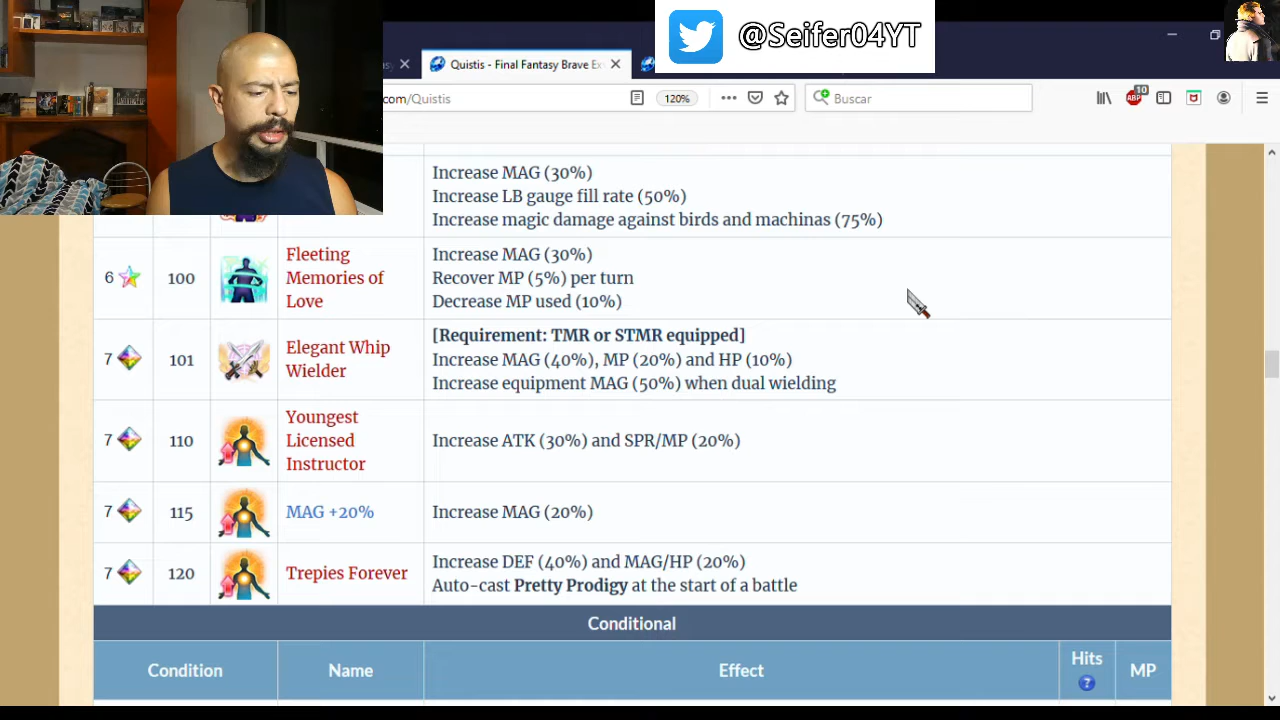 @Seifer04YT
Quistis - Final Fantasy Brave Ex
com/Quistis
120%
Buscar
10
ABP
Increase MAG (30%)
Increase LB gauge fill rate (50%)
Increase magic damage against birds and machinas (75%)
6
100
Fleeting
Memories of
Love
Increase MAG (30%)
Recover MP (5%) per turn
Decrease MP used (10%)
7
101
Elegant Whip
Wielder
[Requirement: TMR or STMR equipped]
Increase MAG (40%), MP (20%) and HP (10%)
Increase equipment MAG (50%) when dual wielding
7
110
Youngest
Licensed
Instructor
Increase ATK (30%) and SPR/MP (20%)
7
115
MAG +20%
Increase MAG (20%)
7
120
Trepies Forever
Increase DEF (40%) and MAG/HP (20%)
Auto-cast Pretty Prodigy at the start of a battle
Conditional
Condition
Name
Effect
Hits
?
MP